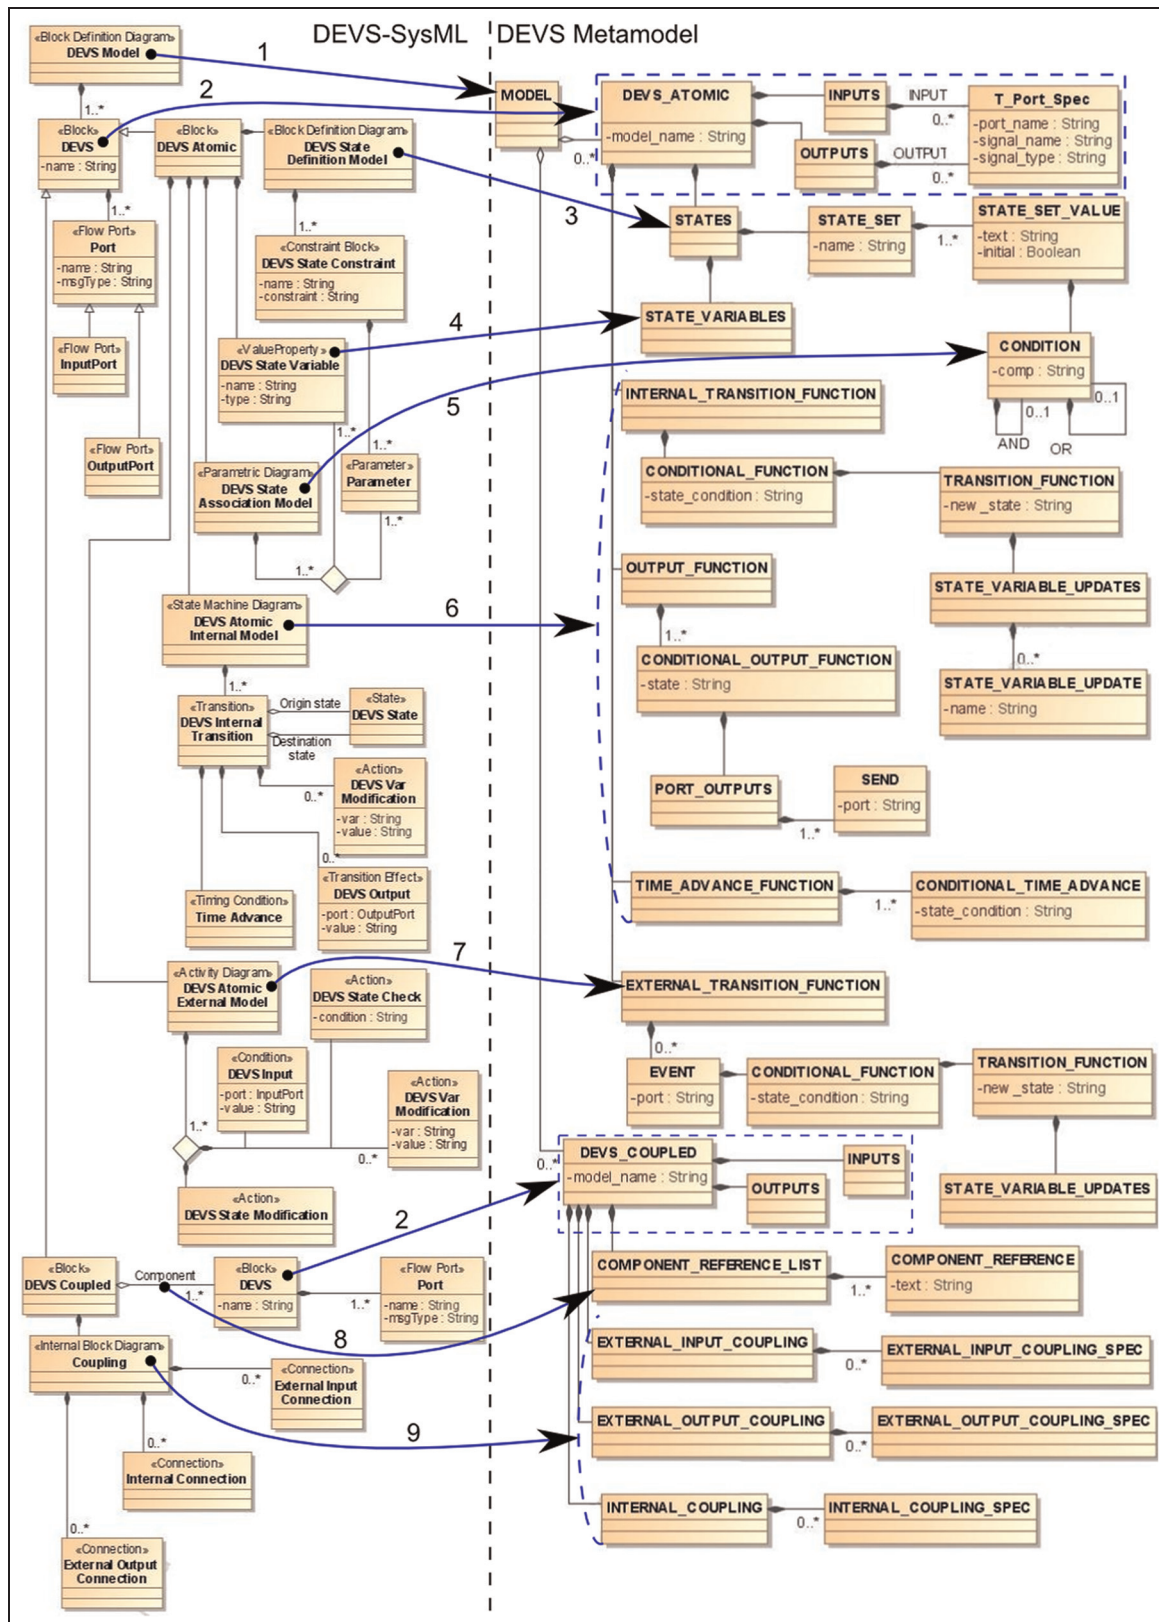 DEVS-SysML
DEVS Metamodel
«Block Definition Diagram»
DEVS Model
1
1..*
2
«Block»
DEVS
-name : String
«Block»
DEVS Atomic
«Block Definition Diagram»
DEVS State
Definition Model
3
1..*
1..*
«Flow Port»
Port
-name : String
-msgType : String
«Constraint Block»
DEVS State Constraint
-name : String
-constraint : String
4
«Flow Port»
InputPort
«ValueProperty »
DEVS State Variable
-name : String
-type : String
5
1..*
1..*
«Flow Port»
OutputPort
«Parametric Diagram»
DEVS State
Association Model
«Parameter»
Parameter
1..*
1..*
«State Machine Diagram»
DEVS Atomic
Internal Model
6
1..*
«Transition»
DEVS Internal
Transition
Origin state
Destination
state
«State»
DEVS State
«Action»
DEVS Var
Modification
-var : String
-value : String
0..*
0..*
«Transition Effect»
DEVS Output
-port : OutputPort
-value : String
«Timing Condition»
Time Advance
7
«Activity Diagram»
DEVS Atomic
External Model
«Action»
DEVS State Check
-condition : String
«Condition»
DEVS Input
-port : InputPort
-value : String
«Action»
DEVS Var
Modification
-var : String
-value : String
1..*
0..*
«Action»
DEVS State Modification
2
«Block»
DEVS Coupled
Component
1..*
«Block»
DEVS
-name : String
1..*
«Flow Port»
Port
-name : String
-msgType : String
8
«Internal Block Diagram»
Coupling
0..*
«Connection»
External Input
Connection
9
0..*
«Connection»
Internal Connection
0..*
«Connection»
External Output
Connection
MODEL
0..*
DEVS_ATOMIC
-model_name : String
INPUTS
INPUT
0..*
OUTPUTS
OUTPUT
0..*
T_Port_Spec
-port_name : String
-signal_name : String
-signal_type : String
STATES
STATE_SET
-name : String
1..*
STATE_SET_VALUE
-text : String
-initial : Boolean
STATE_VARIABLES
CONDITION
-comp : String
0..1
0..1
AND
OR
INTERNAL_TRANSITION_FUNCTION
CONDITIONAL_FUNCTION
-state_condition : String
TRANSITION_FUNCTION
-new _state : String
OUTPUT_FUNCTION
STATE_VARIABLE_UPDATES
1..*
0..*
CONDITIONAL_OUTPUT_FUNCTION
-state : String
STATE_VARIABLE_UPDATE
-name : String
PORT_OUTPUTS
1..*
SEND
-port : String
TIME_ADVANCE_FUNCTION
1..*
CONDITIONAL_TIME_ADVANCE
-state_condition : String
EXTERNAL_TRANSITION_FUNCTION
0..*
EVENT
-port : String
CONDITIONAL_FUNCTION
-state_condition : String
TRANSITION_FUNCTION
-new _state : String
0..*
DEVS_COUPLED
-model_name : String
INPUTS
OUTPUTS
STATE_VARIABLE_UPDATES
COMPONENT_REFERENCE_LIST
1..*
COMPONENT_REFERENCE
-text : String
EXTERNAL_INPUT_COUPLING
0..*
EXTERNAL_INPUT_COUPLING_SPEC
EXTERNAL_OUTPUT_COUPLING
0..*
EXTERNAL_OUTPUT_COUPLING_SPEC
INTERNAL_COUPLING
0..*
INTERNAL_COUPLING_SPEC